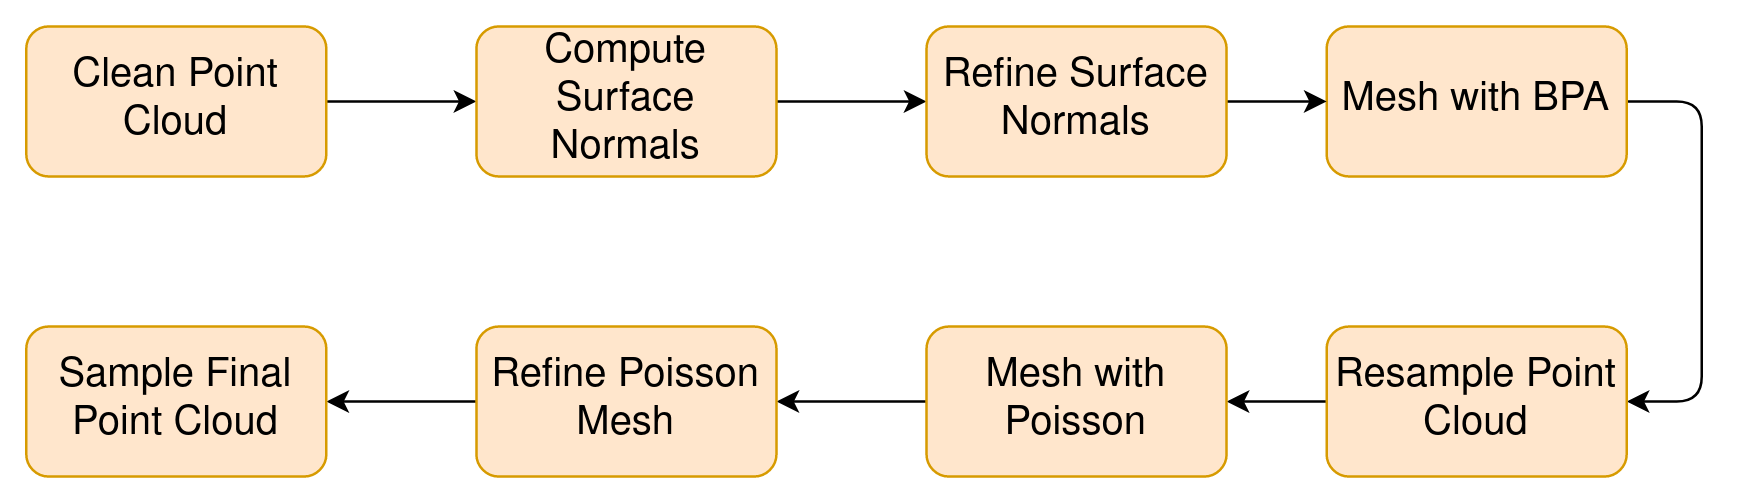 Clean Point
Cloud
Compute
Surface
Normals
Refine Surface
Normals
Mesh with BPA
Resample Point
Cloud
Mesh with
Poisson
Refine Poisson
Mesh
Sample Final
Point Cloud